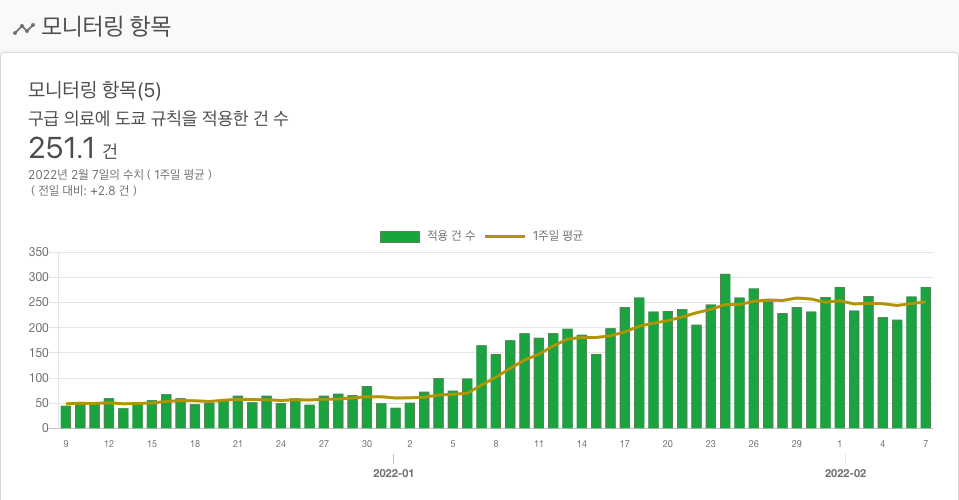 모니터링 항목
모니터링 항목(5)
구급 의료에 도쿄 규칙을 적용한 건 수
251.1 건
2022년 2월 7일의 수치 ( 1주일 평균 )
( 전일 대비: +2.8 건 )
적용 건 수 1주일 평균
350
300
250
200
150
100
50
0
9 12 15 18 21 24 27 30 2 5 8 11 14 17 20 23 26 29 1 4 7
2022-01 2022-02